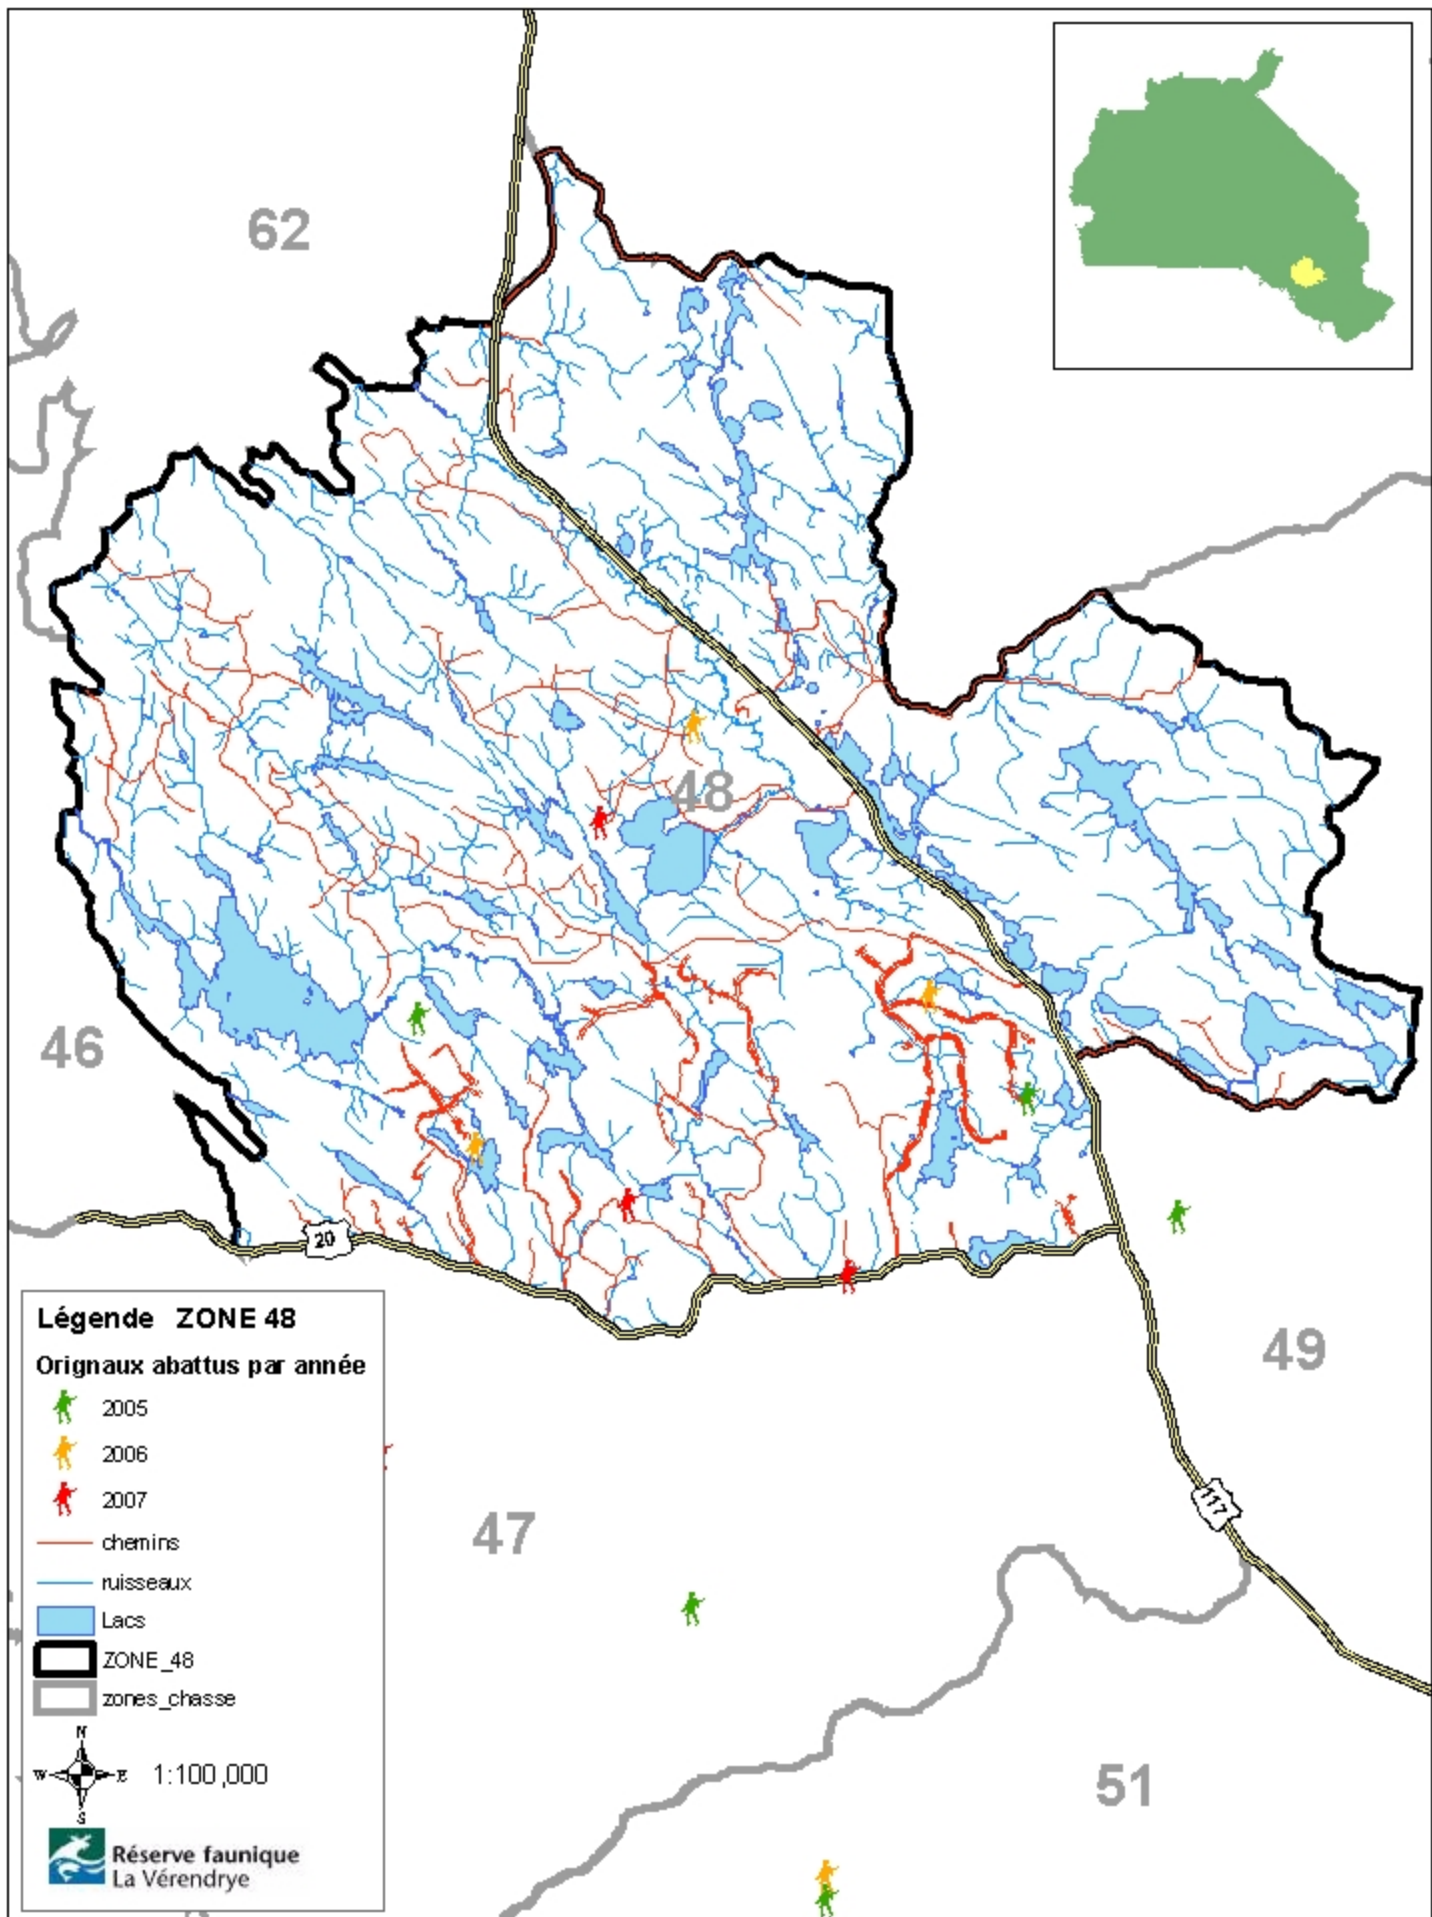 62
48
46
20
Légende ZONE 48
Orignaux abattus par année
2005
2006
2007
chemins
ruisseaux
Lacs
ZONE_48
zones_chasse
N
W E
S
1:100,000
Réserve faunique
La Vérendrye
49
117
47
51